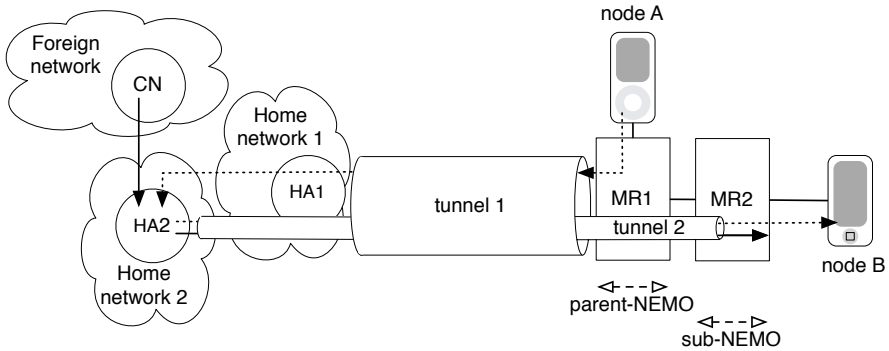 node A
Foreign
network
CN
Home
network 1
HA1
tunnel 1
MR1
MR2
HA2
tunnel 2
Home
network 2
node B
parent-NEMO
sub-NEMO